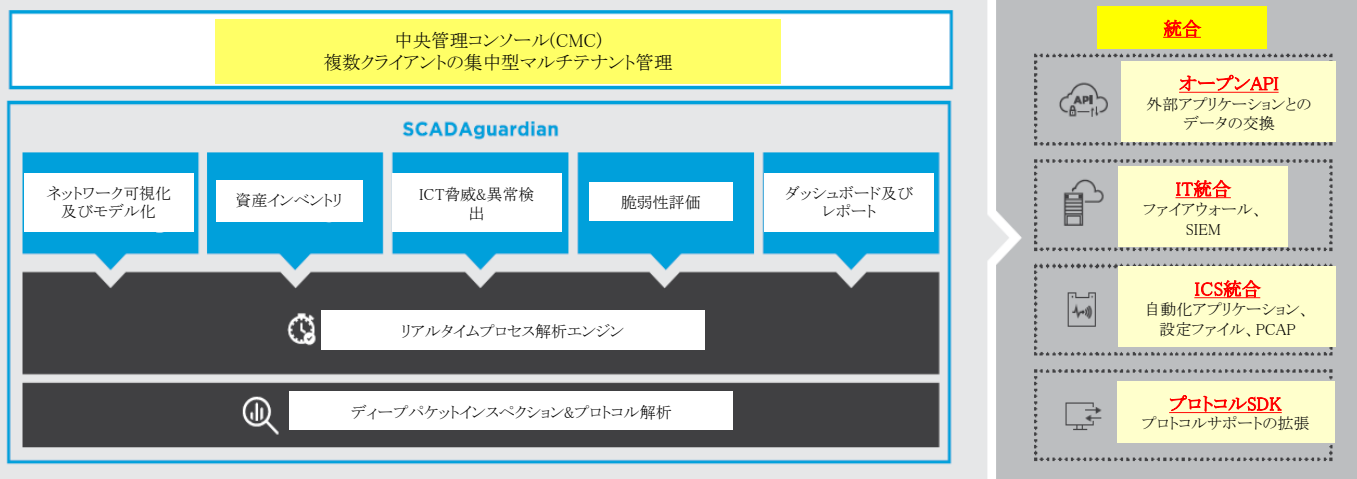 中央管理コンソール(CMC)
複数クライアントの集中型マルチテナント管理
SCADAguardian
ネットワーク可視化
及びモデル化
資産インベントリ
ICT脅威&異常検
出
脆弱性評価
ダッシュボード及び
レポート
リアルタイムプロセス解析エンジン
ディープパケットインスペクション&プロトコル解析
統合
API
オープンAPI
外部アプリケーションとの
データの交換
IT統合
ファイアウォール、
SIEM
ICS統合
自動化アプリケーション、
設定ファイル、PCAP
プロトコルSDK
プロトコルサポートの拡張